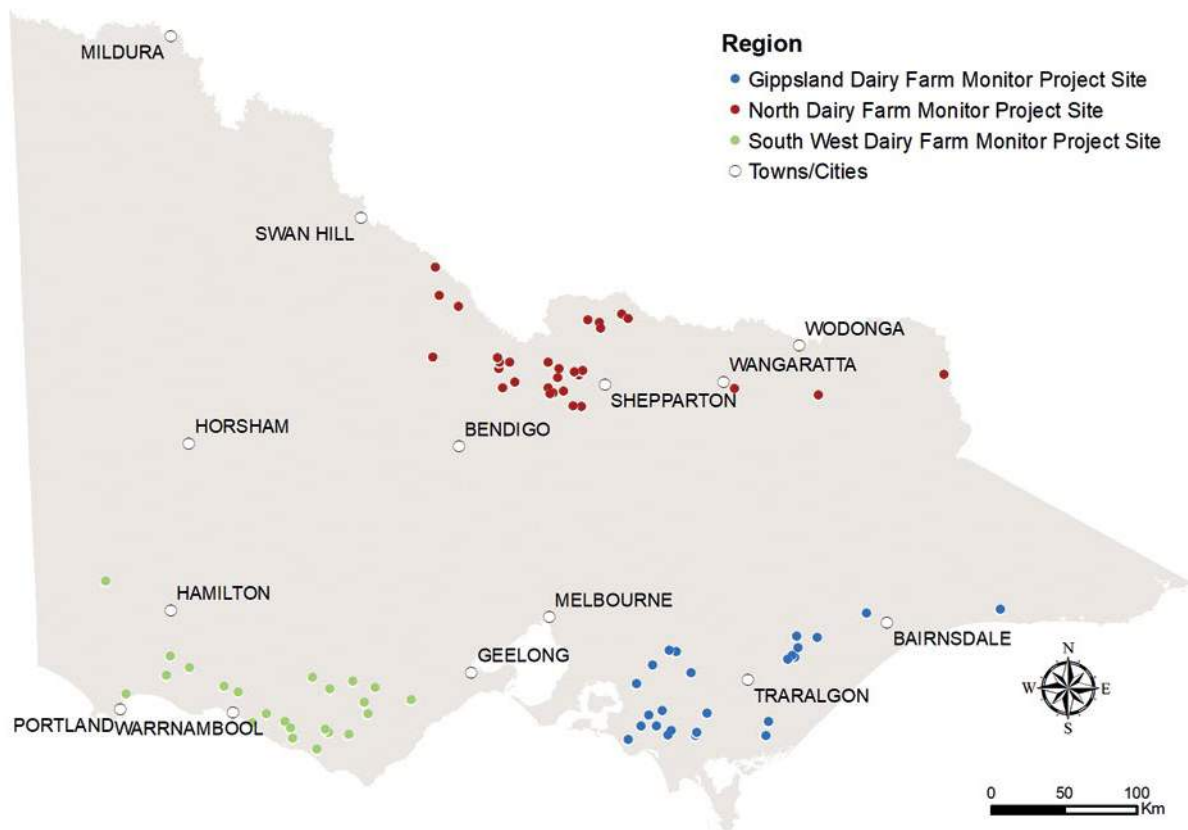 MILDURA
Region
Gippsland Dairy Farm Monitor Project Site
North Dairy Farm Monitor Project Site
South West Dairy Farm Monitor Project Site
Towns/Cities
SWAN HILL
WODONGA
WANGARATTA
SHEPPARTON
HORSHAM
BENDIGO
HAMILTON
MELBOURNE
BAIRNSDALE
GEELONG
TRARALGON
PORTLAND
WARRNAMBOOL
N
W
E
S
0 50 100
Km